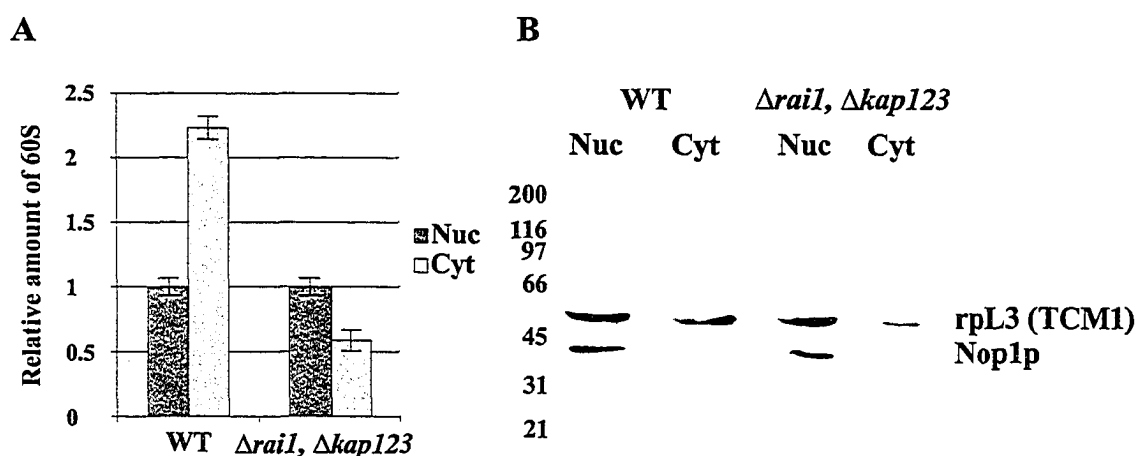 A
Relative amount of 60S
2.5
2
1.5
1
0.5
0
WT
Δrai1, Δkap123
Nuc
Cyt
B
WT Δrai1, Δkap123
Nuc Cyt Nuc Cyt
200
116
97
66
45
31
21
rpL3 (TCM1)
Nop1p